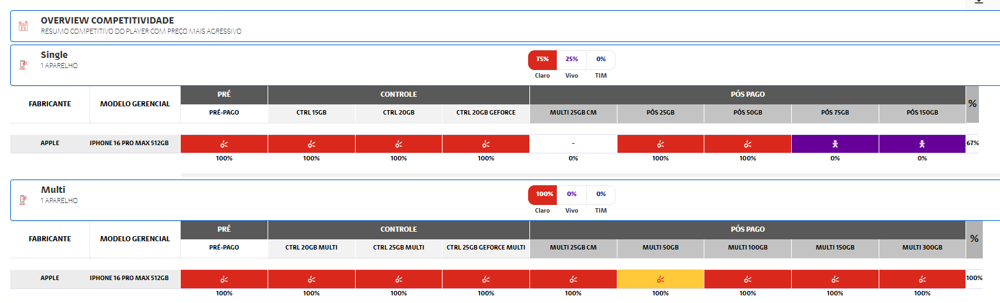 OVERVIEW COMPETITIVIDADE
RESUMO COMPETITIVO DO PLAYER COM PREÇO MAIS AGRESSIVO
Single
1 APARELHO
75% 25% 0%
Claro Vivo TIM
FABRICANTE MODELO GERENCIAL PRÉ CONTROLE PÓS PAGO %
PRÉ-PAGO CTRL 15GB CTRL 20GB CTRL 20GB GEFORCE MULTI 25GB CM PÓS 25GB PÓS 50GB PÓS 75GB PÓS 150GB
APPLE IPHONE 16 PRO MAX 512GB - 67%
100% 100% 100% 100% 0% 100% 100% 0% 0%
Multi
1 APARELHO
100% 0% 0%
Claro Vivo TIM
FABRICANTE MODELO GERENCIAL PRÉ CONTROLE PÓS PAGO %
PRÉ-PAGO CTRL 20GB MULTI CTRL 25GB MULTI CTRL 25GB GEFORCE MULTI MULTI 25GB CM MULTI 50GB MULTI 100GB MULTI 150GB MULTI 300GB
APPLE IPHONE 16 PRO MAX 512GB 100%
100% 100% 100% 100% 100% 100% 100% 100% 100%